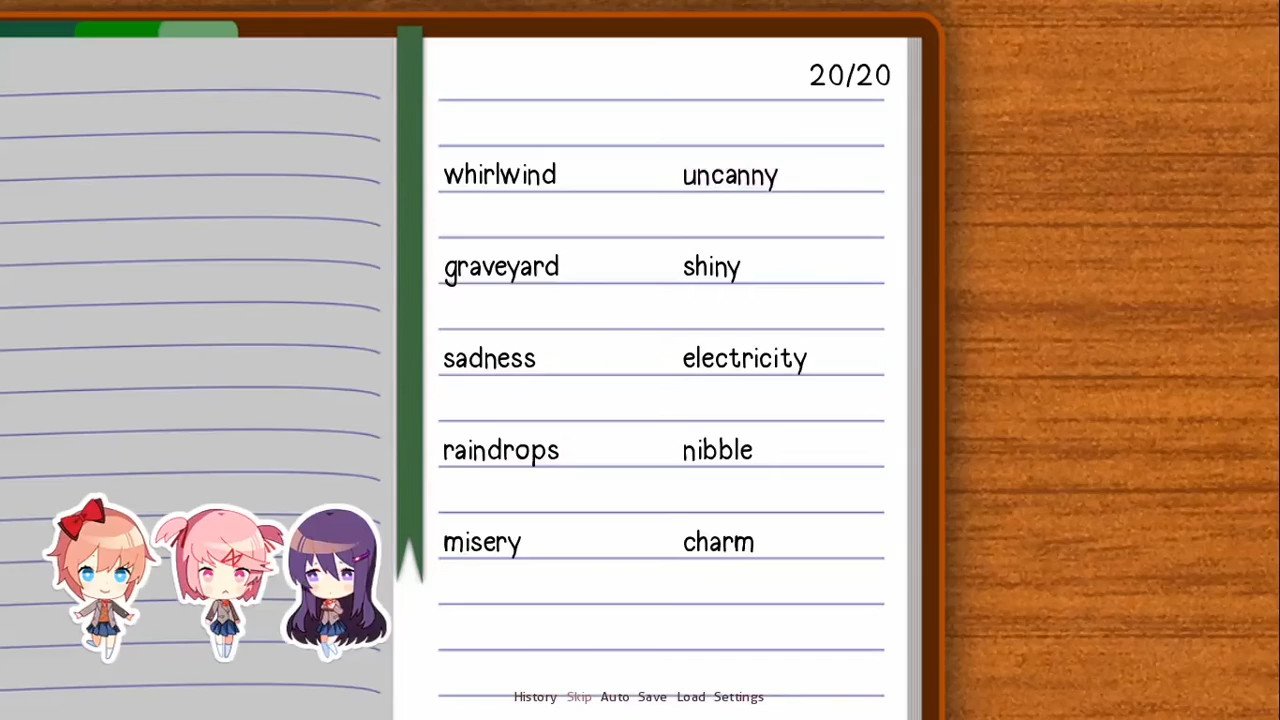 20/20
whirlwind uncanny
graveyard shiny
sadness electricity
raindrops nibble
misery charm
History Skip Auto Save Load Settings